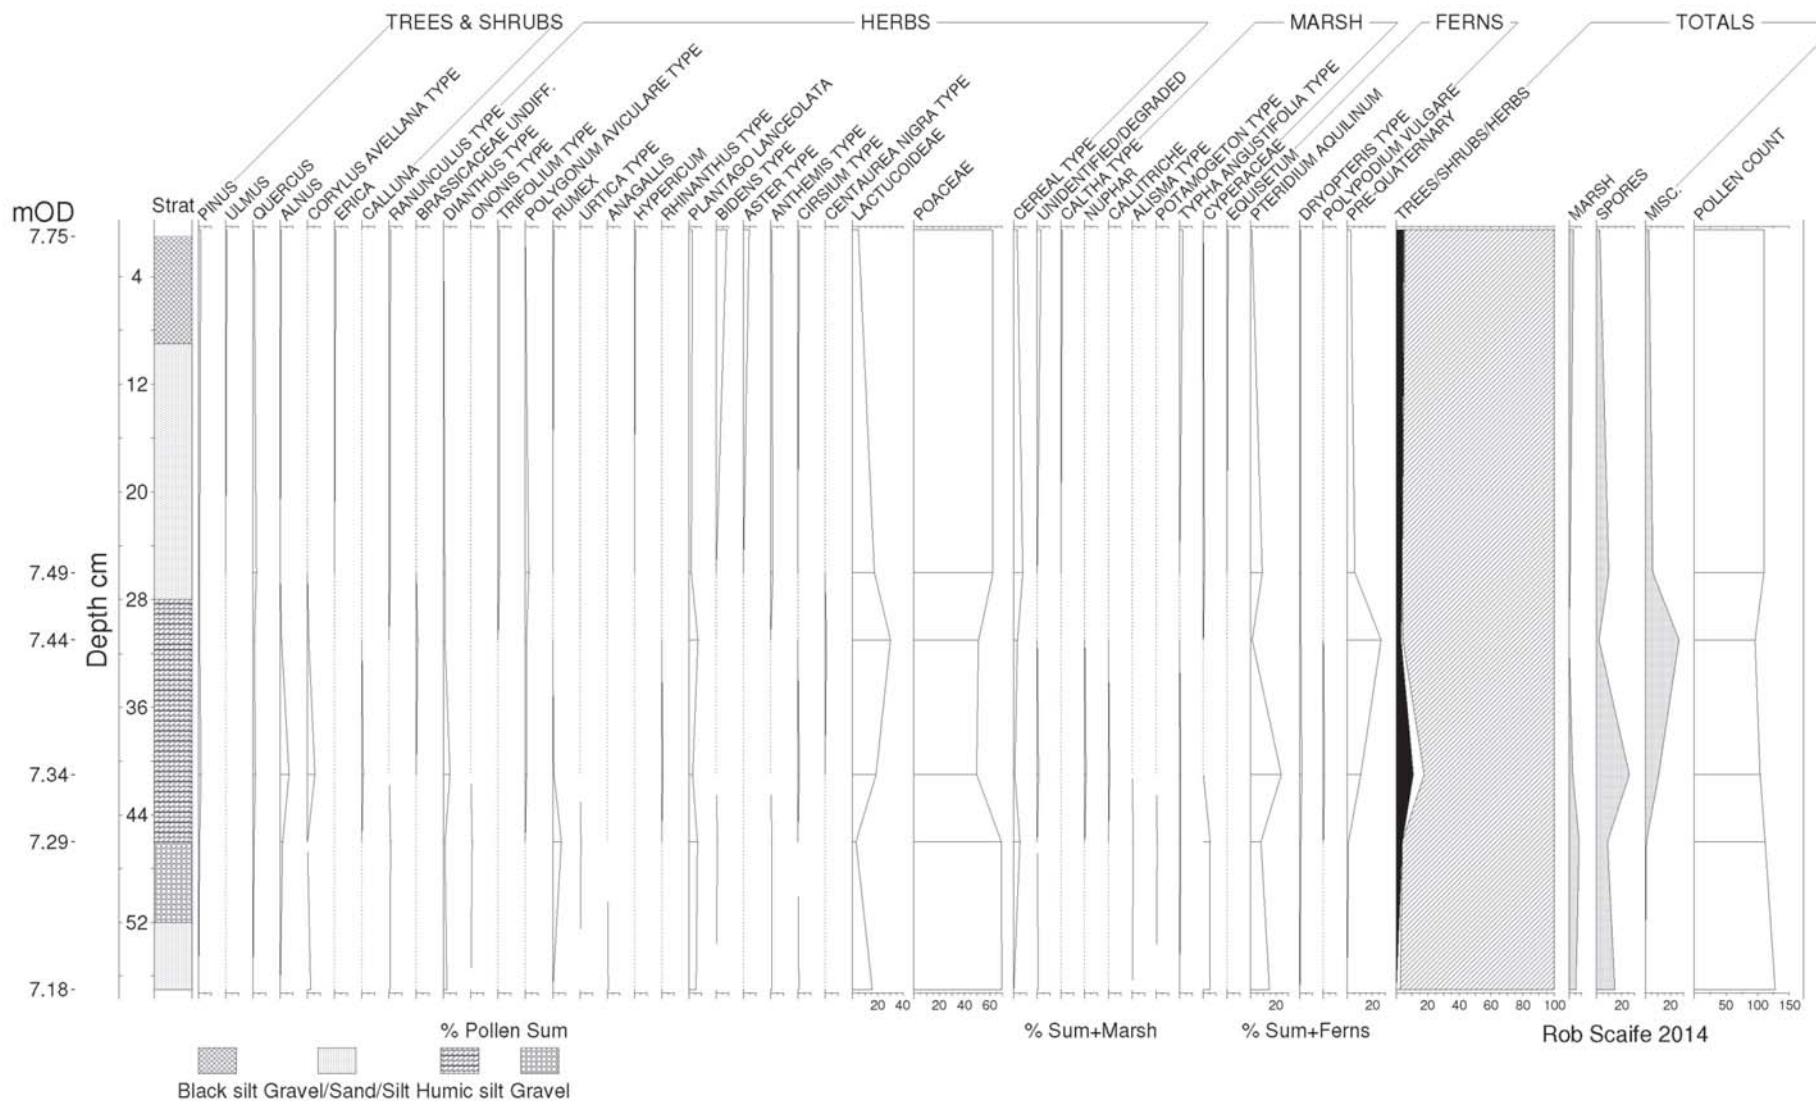 TREES & SHRUBS
HERBS
MARSH
FERNS
TOTALS
mOD
Depth cm
Strat
PINUS
ULMUS
QUERCUS
ALNUS
CORYLUS AVELLANA TYPE
ERICA
CALLUNA
RANUNCULUS TYPE
BRASSICACEAE UNDIFF.
DIANTHUS TYPE
ONONIS TYPE
TRIFOLIUM TYPE
POLYGONUM AVICULARE TYPE
RUMEX
URTICA TYPE
ANAGALLIS
HYPERICUM
RHINANTHUS TYPE
PLANTAGO LANCEOLATA
BIDENS TYPE
ASTER TYPE
ANTHEMIS TYPE
CIRSIUM TYPE
CENTAUREA NIGRA TYPE
LACTUCOIDEAE
POACEAE
CEREAL TYPE
UNIDENTIFIED/DEGRADED
CALTHA TYPE
NUPHAR
CALLITRICHE
ALISMA TYPE
POTAMOGETON TYPE
TYPHA ANGUSTIFOLIA TYPE
CYPERACEAE
EQUISETUM
PTERIDIUM AQUILINUM
DRYOPTERIS TYPE
POLYPODIUM VULGARE
PRE-QUATERNARY
TREES/SHRUBS/HERBS
MARSH
SPORES
MISC.
POLLEN COUNT
7.75
7.49
7.44
7.34
7.29
7.18
4
12
20
28
36
44
52
20 40 20 40 60 20 20 20 40 60 80 100 20 20 50 100 150
% Pollen Sum
% Sum+Marsh
% Sum+Ferns
Rob Scaife 2014
Black silt Gravel/Sand/Silt Humic silt Gravel